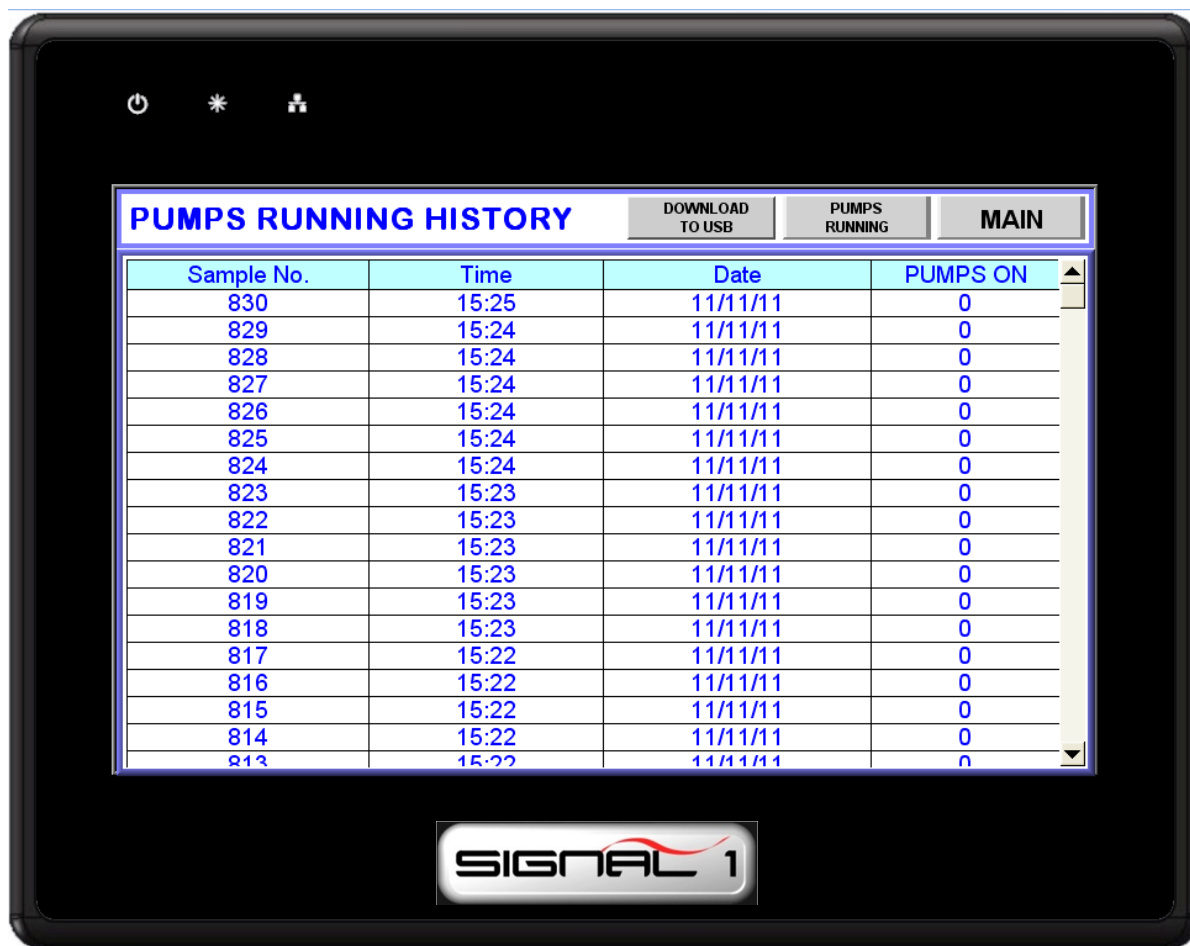 PUMPS RUNNING HISTORY
DOWNLOAD
TO USB
PUMPS
RUNNING
MAIN
Sample No. Time Date PUMPS ON
830 15:25 11/11/11 0
829 15:24 11/11/11 0
828 15:24 11/11/11 0
827 15:24 11/11/11 0
826 15:24 11/11/11 0
825 15:24 11/11/11 0
824 15:24 11/11/11 0
823 15:23 11/11/11 0
822 15:23 11/11/11 0
821 15:23 11/11/11 0
820 15:23 11/11/11 0
819 15:23 11/11/11 0
818 15:23 11/11/11 0
817 15:22 11/11/11 0
816 15:22 11/11/11 0
815 15:22 11/11/11 0
814 15:22 11/11/11 0
813 15:22 11/11/11 0
SIGNAL 1